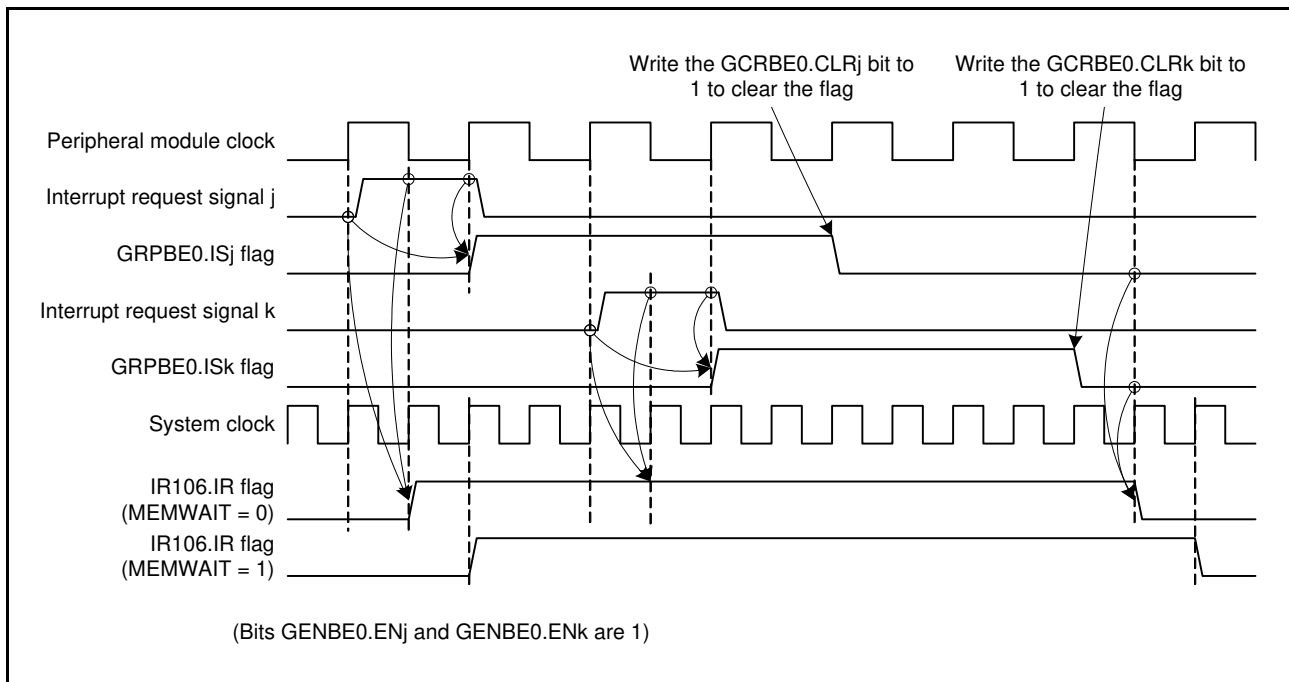 Write the GCRBE0.CLRj bit to
1 to clear the flag
Write the GCRBE0.CLRk bit to
1 to clear the flag
Peripheral module clock
Interrupt request signal j
GRPBE0.ISj flag
Interrupt request signal k
GRPBE0.ISk flag
System clock
IR106.IR flag
(MEMWAIT = 0)
IR106.IR flag
(MEMWAIT = 1)
(Bits GENBE0.ENj and GENBE0.ENk are 1)